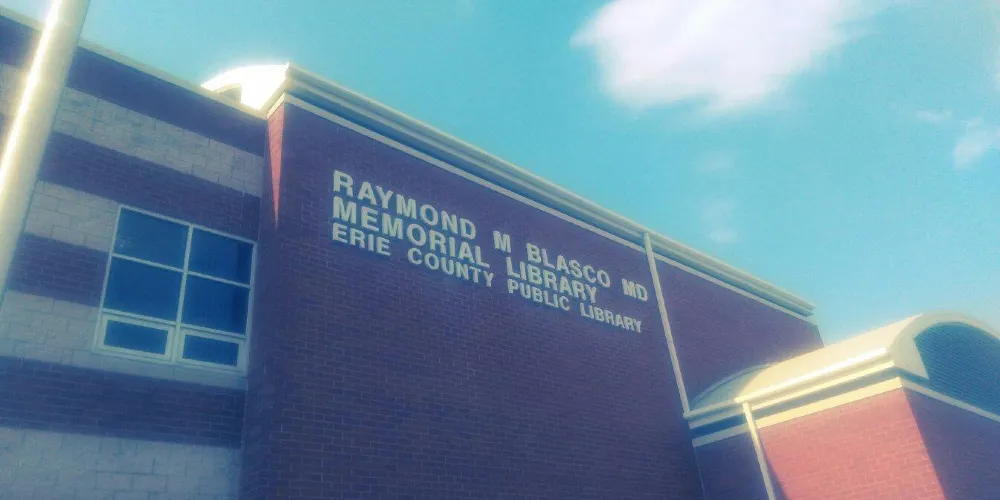 RAYMOND M BLASCO MD
MEMORIAL LIBRARY
ERIE COUNTY PUBLIC LIBRARY